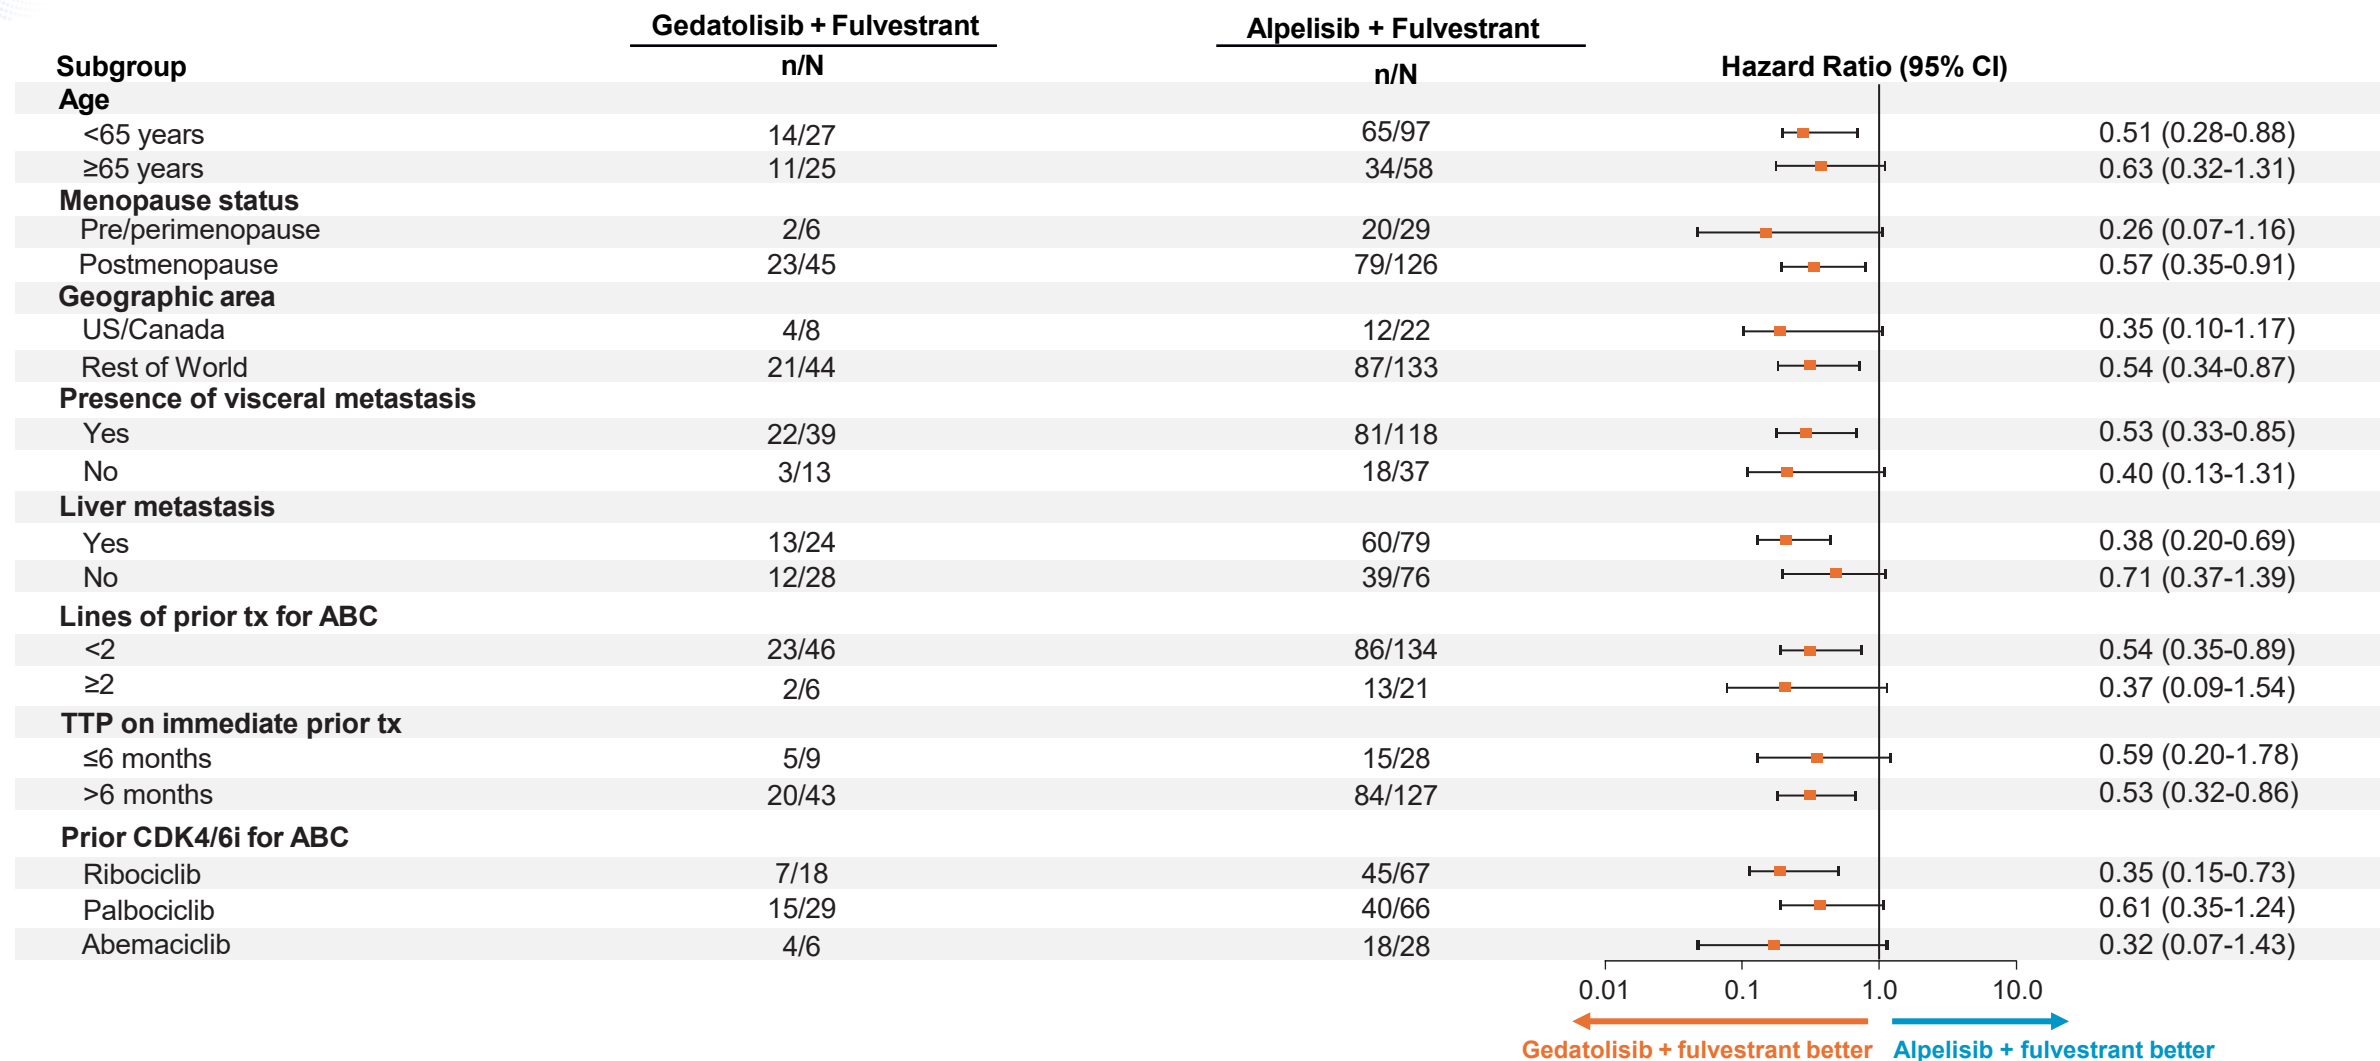 Gedatolisib + Fulvestrant Alpelisib + Fulvestrant
Subgroup n/N n/N Hazard Ratio (95% CI)
Age
<65 years 14/27 65/97 0.51 (0.28-0.88)
≥65 years 11/25 34/58 0.63 (0.32-1.31)
Menopause status
Pre/perimenopause 2/6 20/29 0.26 (0.07-1.16)
Postmenopause 23/45 79/126 0.57 (0.35-0.91)
Geographic area
US/Canada 4/8 12/22 0.35 (0.10-1.17)
Rest of World 21/44 87/133 0.54 (0.34-0.87)
Presence of visceral metastasis
Yes 22/39 81/118 0.53 (0.33-0.85)
No 3/13 18/37 0.40 (0.13-1.31)
Liver metastasis
Yes 13/24 60/79 0.38 (0.20-0.69)
No 12/28 39/76 0.71 (0.37-1.39)
Lines of prior tx for ABC
<2 23/46 86/134 0.54 (0.35-0.89)
≥2 2/6 13/21 0.37 (0.09-1.54)
TTP on immediate prior tx
≤6 months 5/9 15/28 0.59 (0.20-1.78)
>6 months 20/43 84/127 0.53 (0.32-0.86)
Prior CDK4/6i for ABC
Ribociclib 7/18 45/67 0.35 (0.15-0.73)
Palbociclib 15/29 40/66 0.61 (0.35-1.24)
Abemaciclib 4/6 18/28 0.32 (0.07-1.43)
0.01 0.1 1.0 10.0
Gedatolisib + fulvestrant better Alpelisib + fulvestrant better